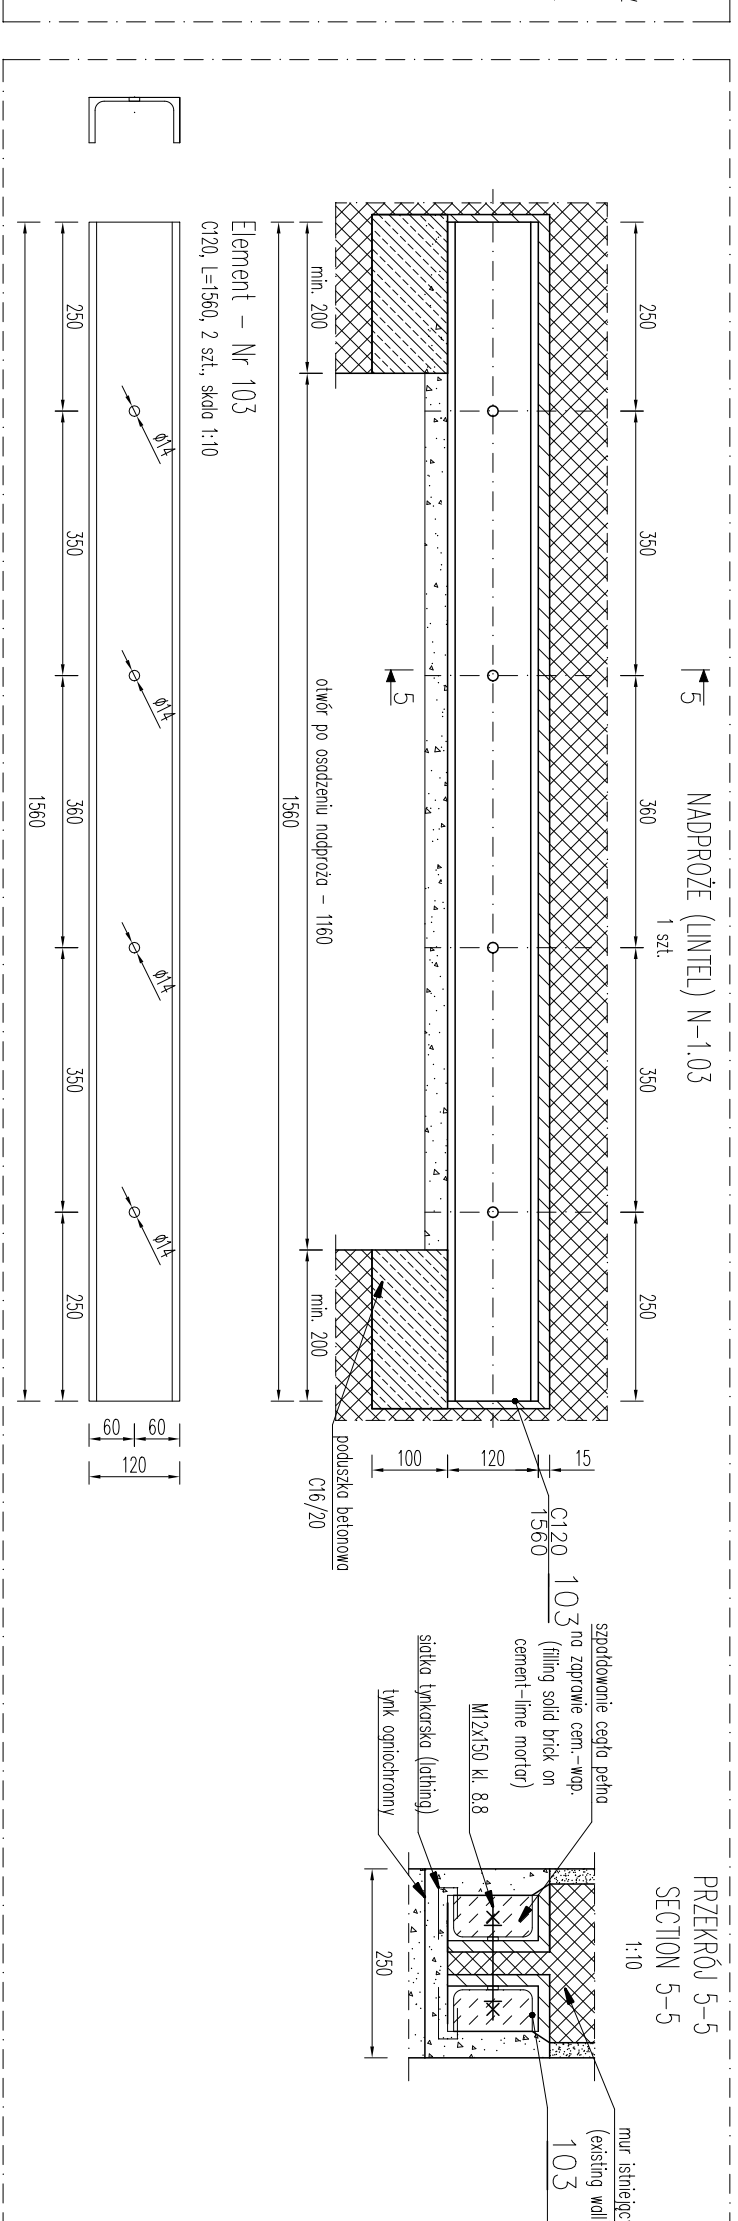 NADPROŻE (LINTEL) N-1.03
1 szt.
250
350
360
350
250
5
5
15
120
100
C120
1560
103
poduszka betonowa
C16/20
min. 200
otwór po osadzeniu nadproża - 1160
min. 200
1560
Element - Nr 103
C120, L=1560, 2 szt., skala 1:10
Ø14
Ø14
Ø14
Ø14
250
350
360
350
250
1560
60
60
120
PRZEKRÓJ 5-5
SECTION 5-5
1:10
szpałdowanie cegła pełna
na zaprawie cem.-wap.
(filling solid brick on
cement-lime mortar)
M12x150 kl. 8.8
siatka tynkarska (lathing)
tynk ogniochronny
(existing wall
103
250